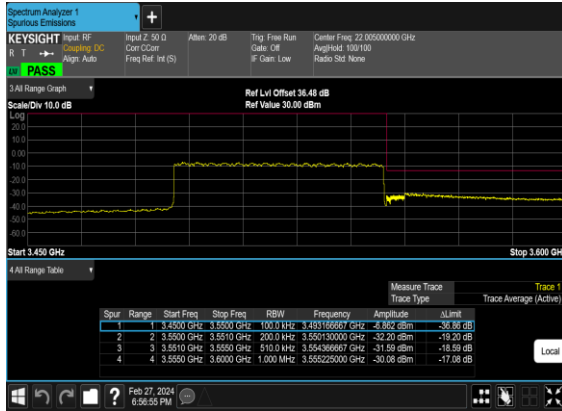 Spectrum Analyzer 1
Spurious Emissions
+
KEYSIGHT Input: RF Input Z: 50 Ω Atten: 20 dB Trig: Free Run Center Freq: 22.005000000 GHz
R T Coupling: DC Corr CCorr Gate: Off Avg|Hold: 100/100
Align: Auto Freq Ref: Int (S) IF Gain: Low Radio Std: None
PASS
3 All Range Graph
Ref Lvl Offset 36.48 dB
Scale/Div 10.0 dB Ref Value 30.00 dBm
Log
20.0
10.0
0.00
-10.0
-20.0
-30.0
-40.0
-50.0
-60.0
Start 3.450 GHz Stop 3.600 GH
4 All Range Table
Measure Trace Trace 1
Trace Type Trace Average (Active)
Spur Range Start Freq Stop Freq RBW Frequency Amplitude ΔLimit
1 1 3.4500 GHz 3.5500 GHz 100.0 kHz 3.493166667 GHz -6.862 dBm -36.86 dB
2 2 3.5500 GHz 3.5510 GHz 200.0 kHz 3.550130000 GHz -32.20 dBm -19.20 dB
3 3 3.5510 GHz 3.5550 GHz 510.0 kHz 3.554366667 GHz -31.59 dBm -18.59 dB
4 4 3.5550 GHz 3.6000 GHz 1.000 MHz 3.555225000 GHz -30.08 dBm -17.08 dB
Local
? Feb 27, 2024
6:56:55 PM